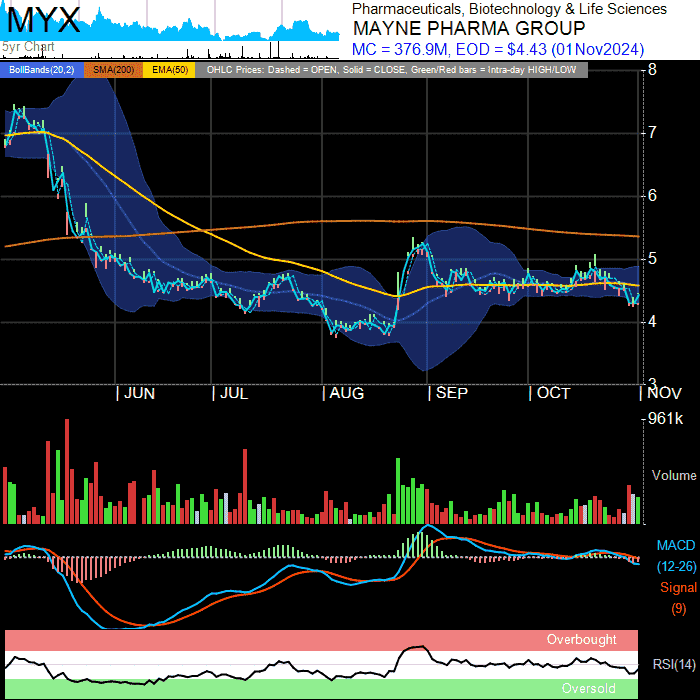 MYX
5yr Chart
Pharmaceuticals, Biotechnology & Life Sciences
MAYNE PHARMA GROUP
MC = 376.9M, EOD = $4.43 (01Nov2024)
BollBands(20,2) SMA(200) EMA(50) OHLC Prices: Dashed = OPEN, Solid = CLOSE, Green/Red bars = Intra-day HIGH/LOW
8
7
6
5
4
3
JUN JUL AUG SEP OCT NOV
961k
Volume
MACD
(12-26)
Signal
(9)
Overbought
RSI(14)
Oversold